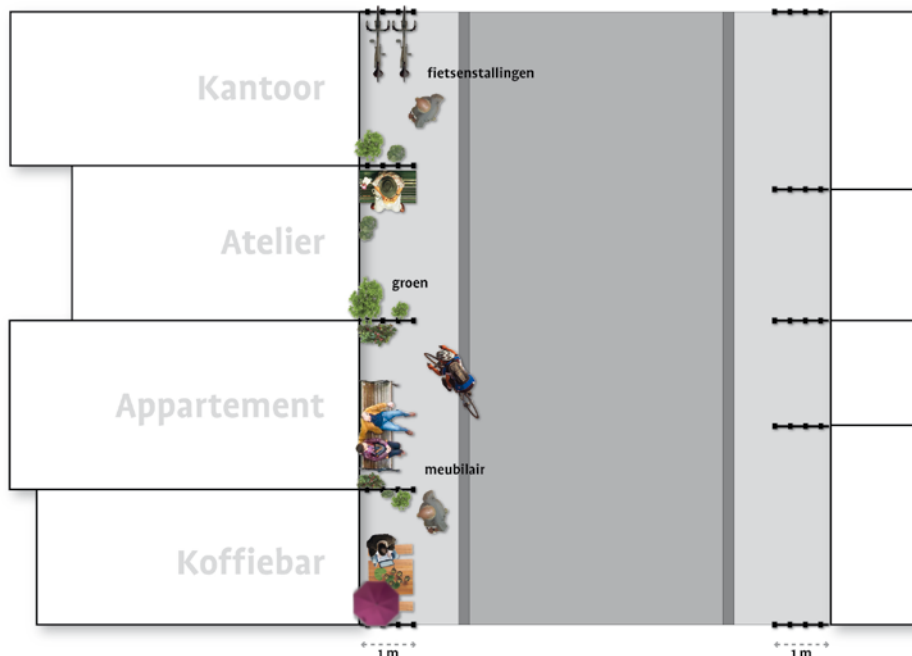 Kantoor
fietsenstallingen
Atelier
groen
Appartement
meubilair
Koffiebar
1 m
1 m